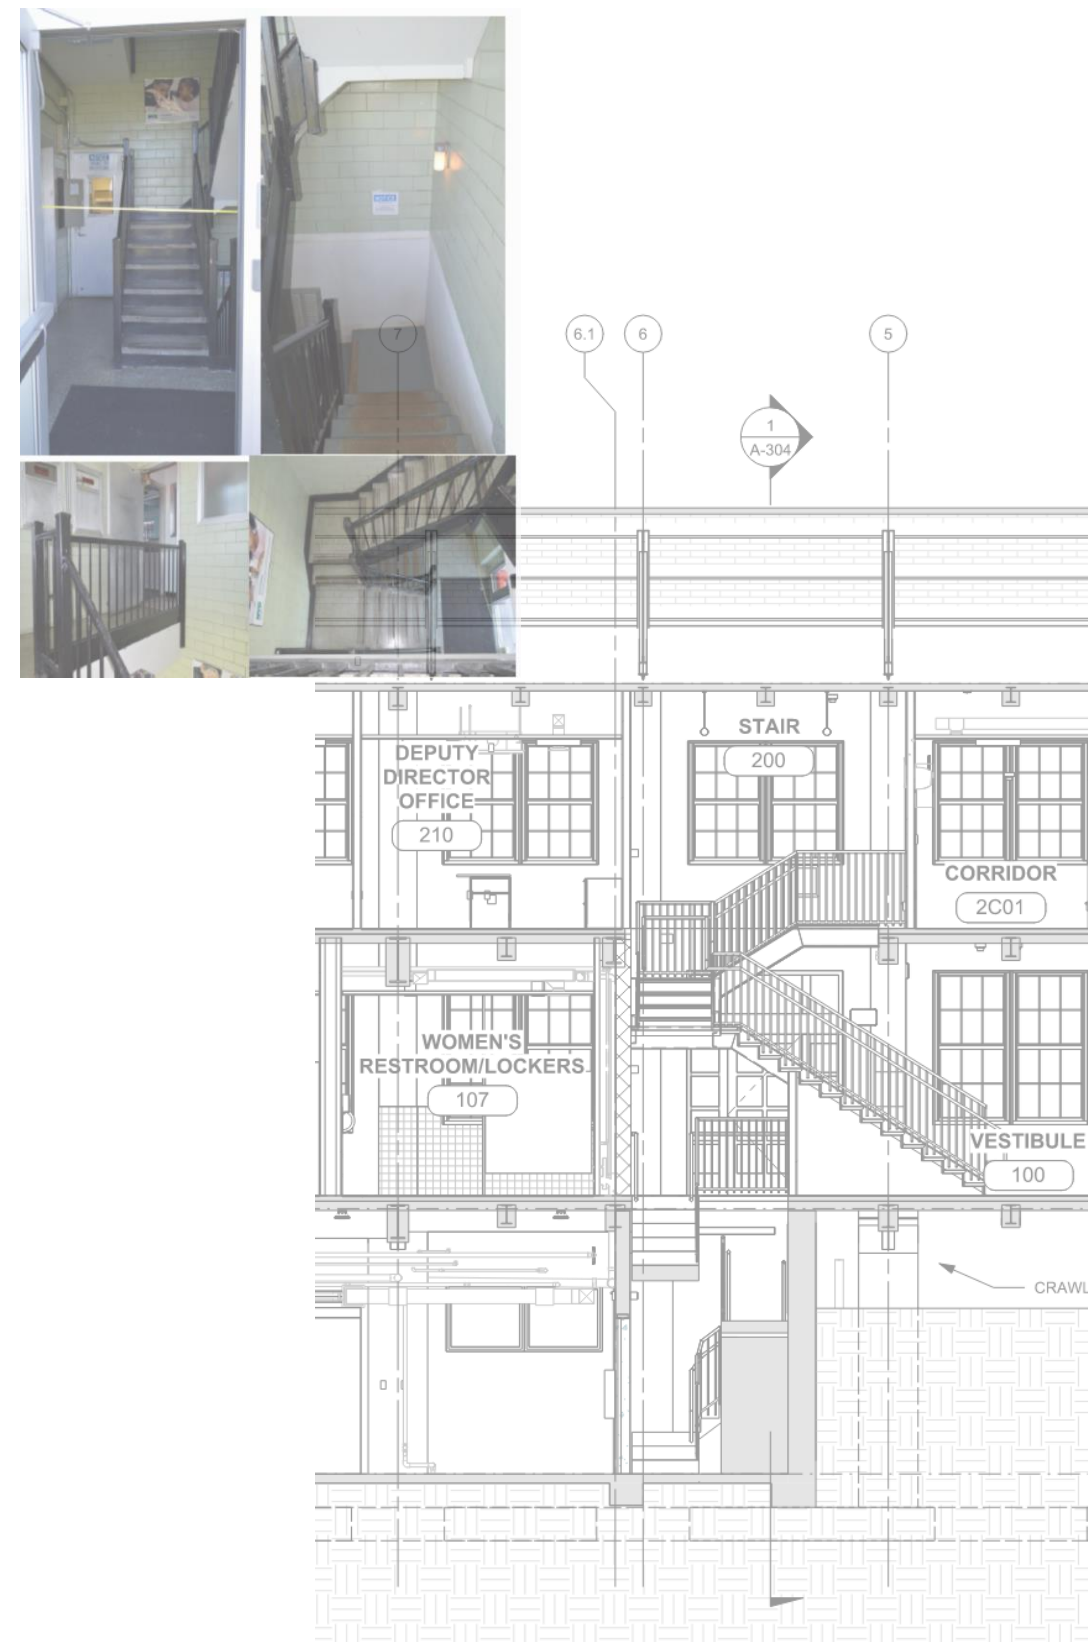 NOTICE
7
6.1
6
5
1
A-304
STAIR
200
DEPUTY
DIRECTOR
OFFICE
210
CORRIDOR
2C01
WOMEN'S
RESTROOM/LOCKERS
107
VESTIBULE
100
CRAWL